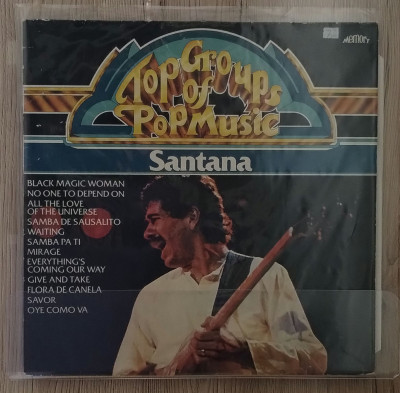 MEMORY
Top Groups
of
Pop Music
Santana
BLACK MAGIC WOMAN
NO ONE TO DEPEND ON
ALL THE LOVE
OF THE UNIVERSE
SAMBA DE SAUSALITO
WAITING
SAMBA PA TI
MIRAGE
EVERYTHING'S
COMING OUR WAY
GIVE AND TAKE
FLORA DE CANELA
SAVOR
OYE COMO VA